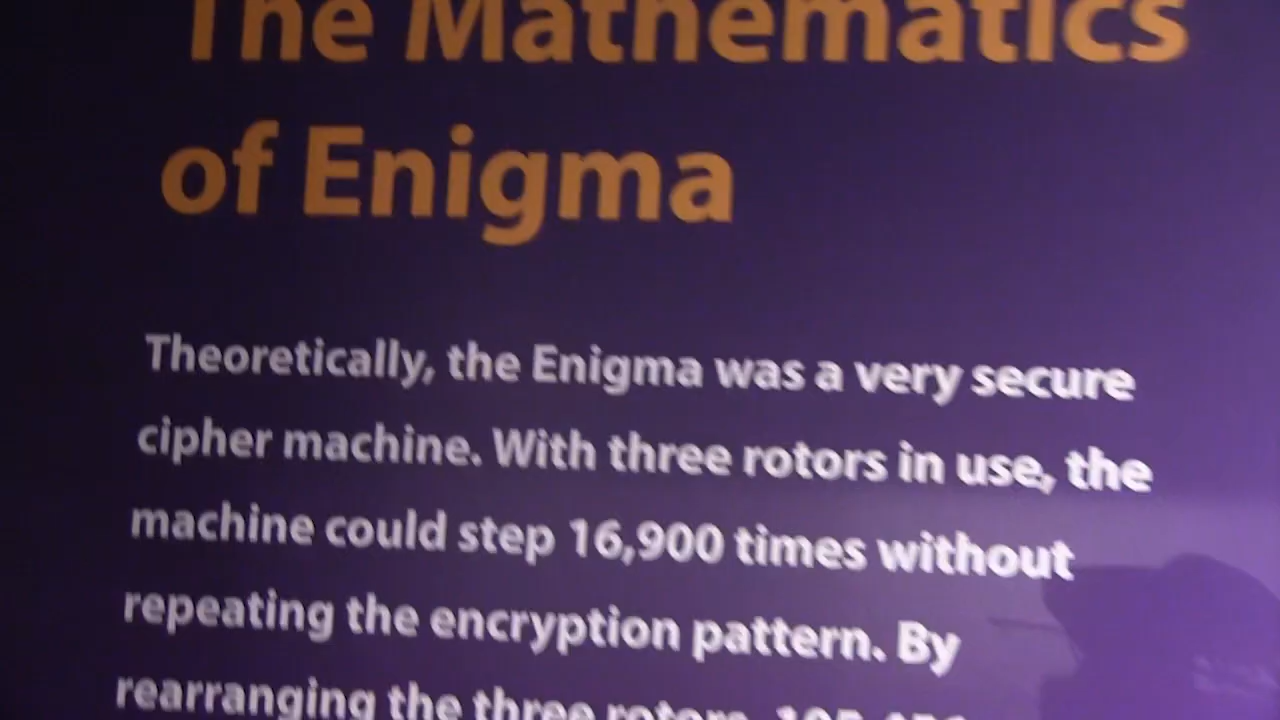 The Mathematics
of Enigma
Theoretically, the Enigma was a very secure
cipher machine. With three rotors in use, the
machine could step 16,900 times without
repeating the encryption pattern. By
rearranging the three rotors,